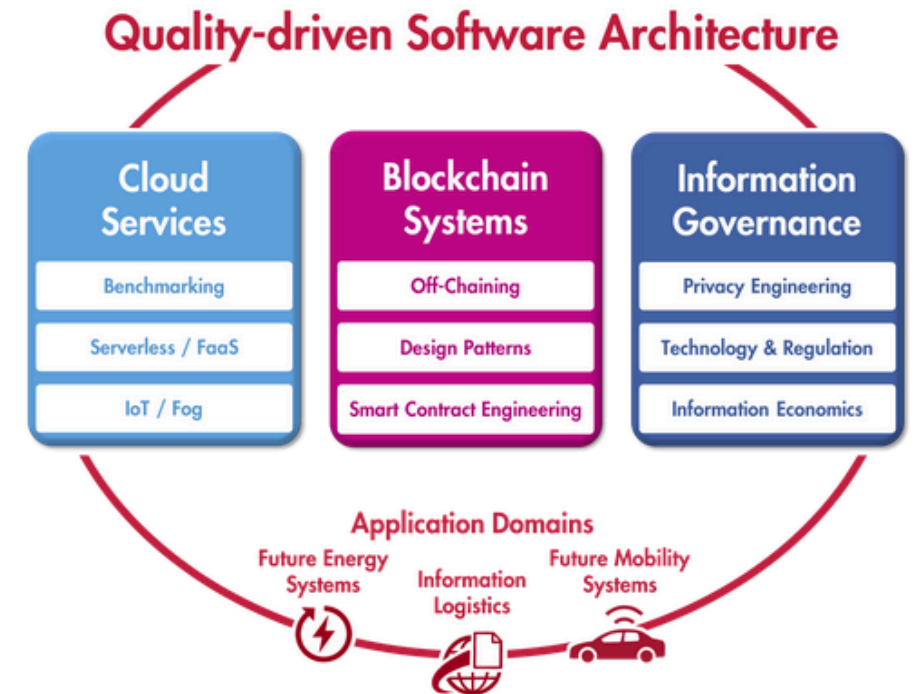 Quality-driven Software Architecture
Cloud
Services
Benchmarking
Serverless / FaaS
IoT / Fog
Blockchain
Systems
Off-Chaining
Design Patterns
Smart Contract Engineering
Information
Governance
Privacy Engineering
Technology & Regulation
Information Economics
Application Domains
Future Energy
Systems
Information
Logistics
Future Mobility
Systems